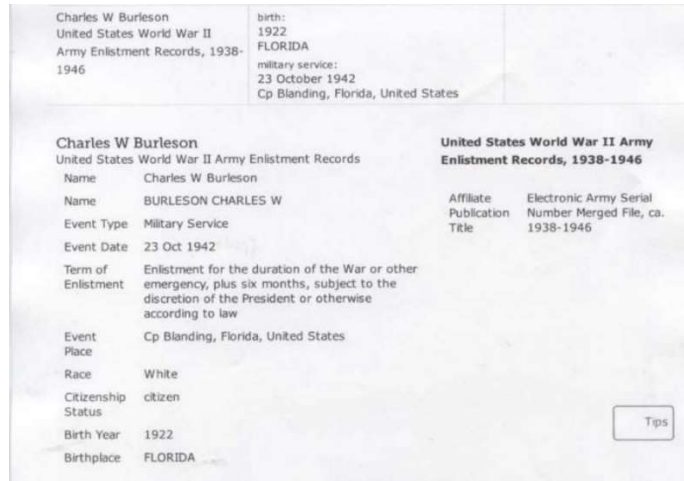 Charles W Burleson
United States World War II
Army Enlistment Records, 1938-
1946
birth:
1922
FLORIDA
military service:
23 October 1942
Cp Blanding, Florida, United States
Charles W Burleson
United States World War II Army Enlistment Records
Name Charles W Burleson
Name BURLESON CHARLES W
Event Type Military Service
Event Date 23 Oct 1942
Term of Enlistment for the duration of the War or other
Enlistment emergency, plus six months, subject to the
discretion of the President or otherwise
according to law
Event Cp Blanding, Florida, United States
Place
Race White
Citizenship citizen
Status
Birth Year 1922
Birthplace FLORIDA
United States World War II Army
Enlistment Records, 1938-1946
Affiliate Electronic Army Serial
Publication Number Merged File, ca.
Title 1938-1946
Tips